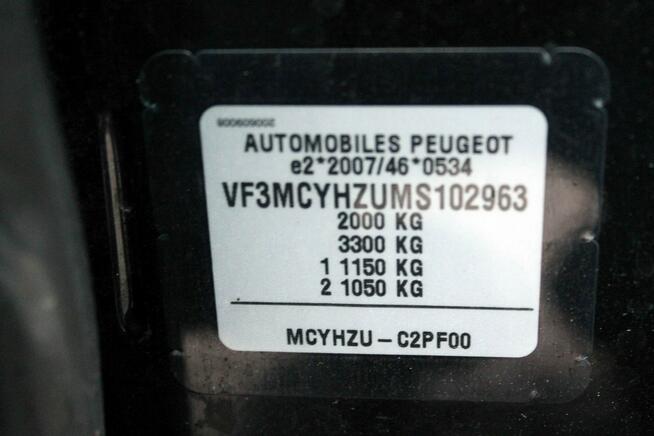 AUTOMOBILES PEUGEOT
e2*2007/46*0534
VF3MCYHZUMS102963
2000 KG
3300 KG
1 1150 KG
2 1050 KG
MCYHZU-C2PF00